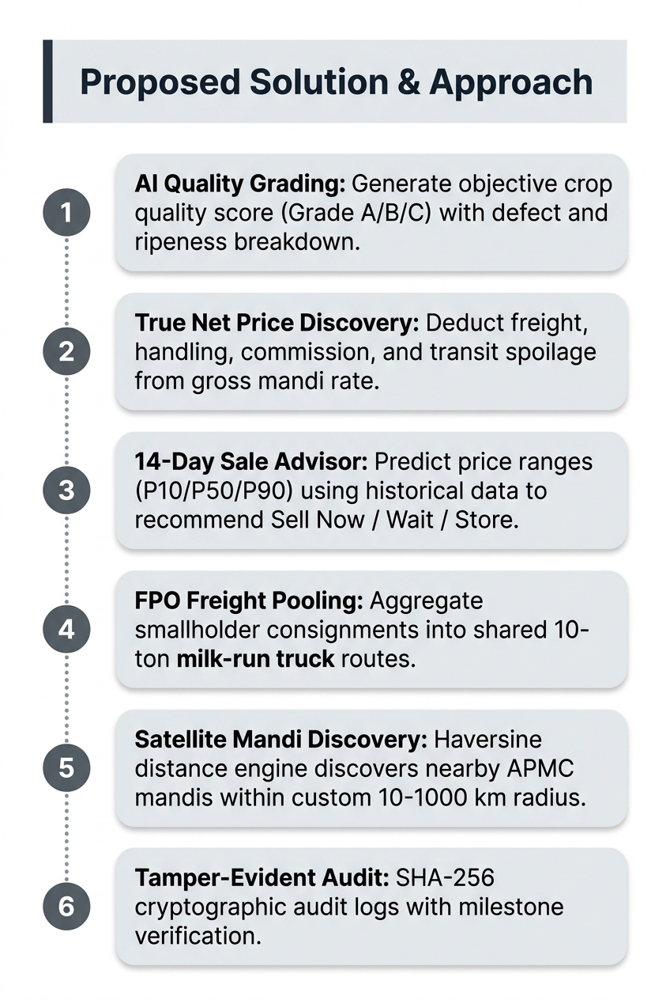 Proposed Solution & Approach
1
AI Quality Grading: Generate objective crop
quality score (Grade A/B/C) with defect and
ripeness breakdown.
2
True Net Price Discovery: Deduct freight,
handling, commission, and transit spoilage
from gross mandi rate.
3
14-Day Sale Advisor: Predict price ranges
(P10/P50/P90) using historical data to
recommend Sell Now / Wait / Store.
4
FPO Freight Pooling: Aggregate
smallholder consignments into shared 10-
ton milk-run truck routes.
5
Satellite Mandi Discovery: Haversine
distance engine discovers nearby APMC
mandis within custom 10-1000 km radius.
6
Tamper-Evident Audit: SHA-256
cryptographic audit logs with milestone
verification.